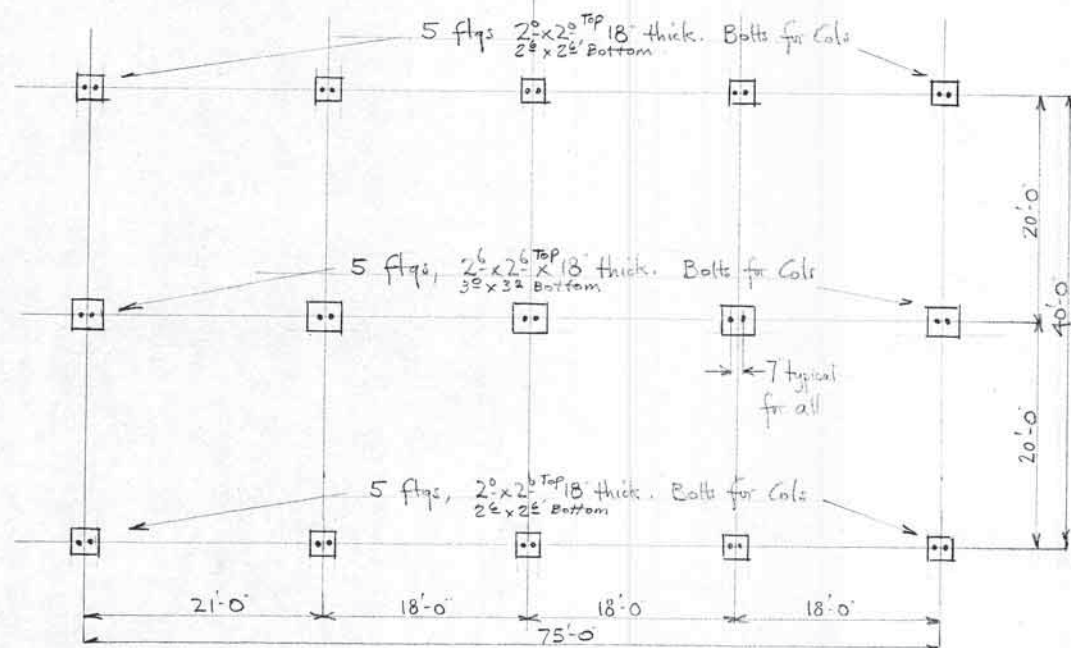 5 ftgs 2⁰ x 2⁰ Top 18" thick. Bolts for Cols
2⁶ x 2⁶ Bottom
20'-0"
5 ftgs, 2⁶ x 2⁶ Top x 18" thick. Bolts for Cols
3⁰ x 3⁰ Bottom
40'-0"
7" typical
for all
20'-0"
5 ftgs, 2⁰ x 2⁰ Top 18" thick. Bolts for Cols
2⁶ x 2⁶ Bottom
21'-0" 18'-0" 18'-0" 18'-0"
75'-0"